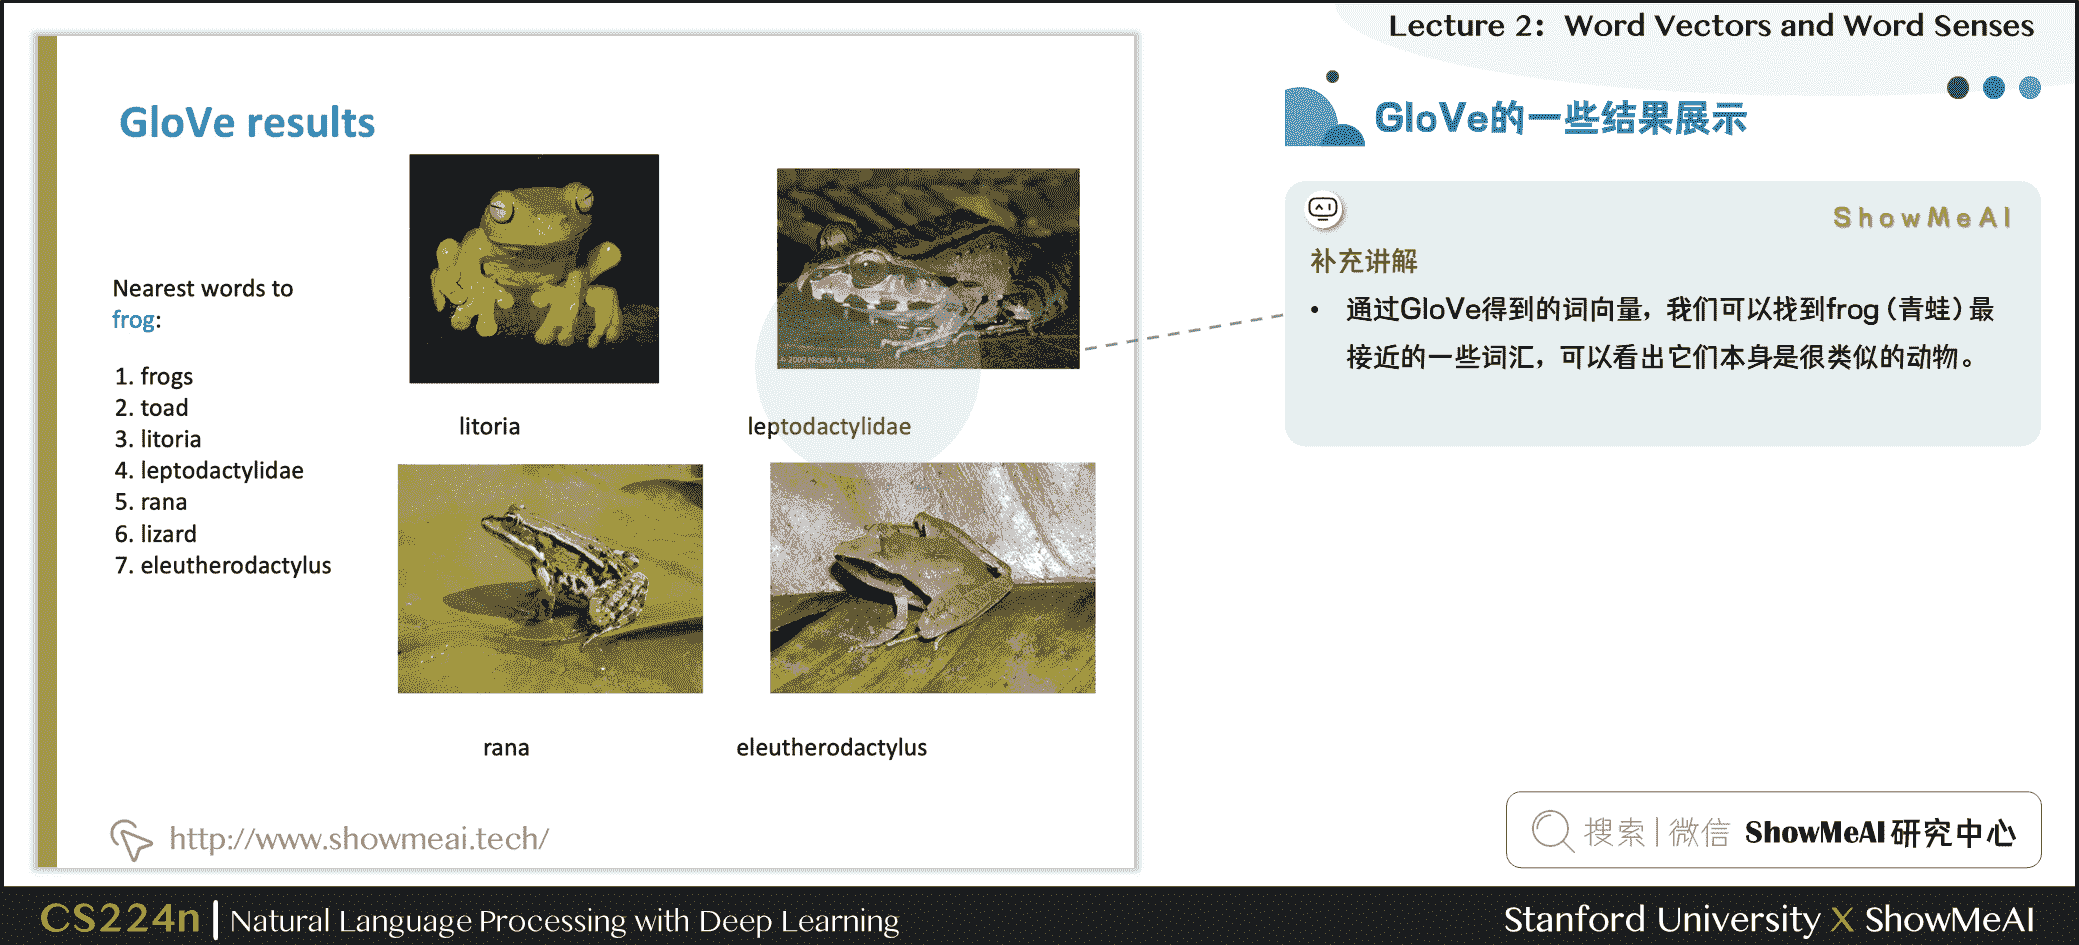 Lecture 2: Word Vectors and Word Senses
GloVe results
Nearest words to
frog:
1. frogs
2. toad
3. litoria
4. leptodactylidae
5. rana
6. lizard
7. eleutherodactylus
© 2009 Nicolas A. Anns
litoria
leptodactylidae
rana
eleutherodactylus
http://www.showmeai.tech/
GloVe的一些结果展示
ShowMeAI
补充讲解
• 通过GloVe得到的词向量，我们可以找到frog（青蛙）最
接近的一些词汇，可以看出它们本身是很类似的动物。
搜索|微信 ShowMeAI 研究中心
CS224n | Natural Language Processing with Deep Learning
Stanford University X ShowMeAI